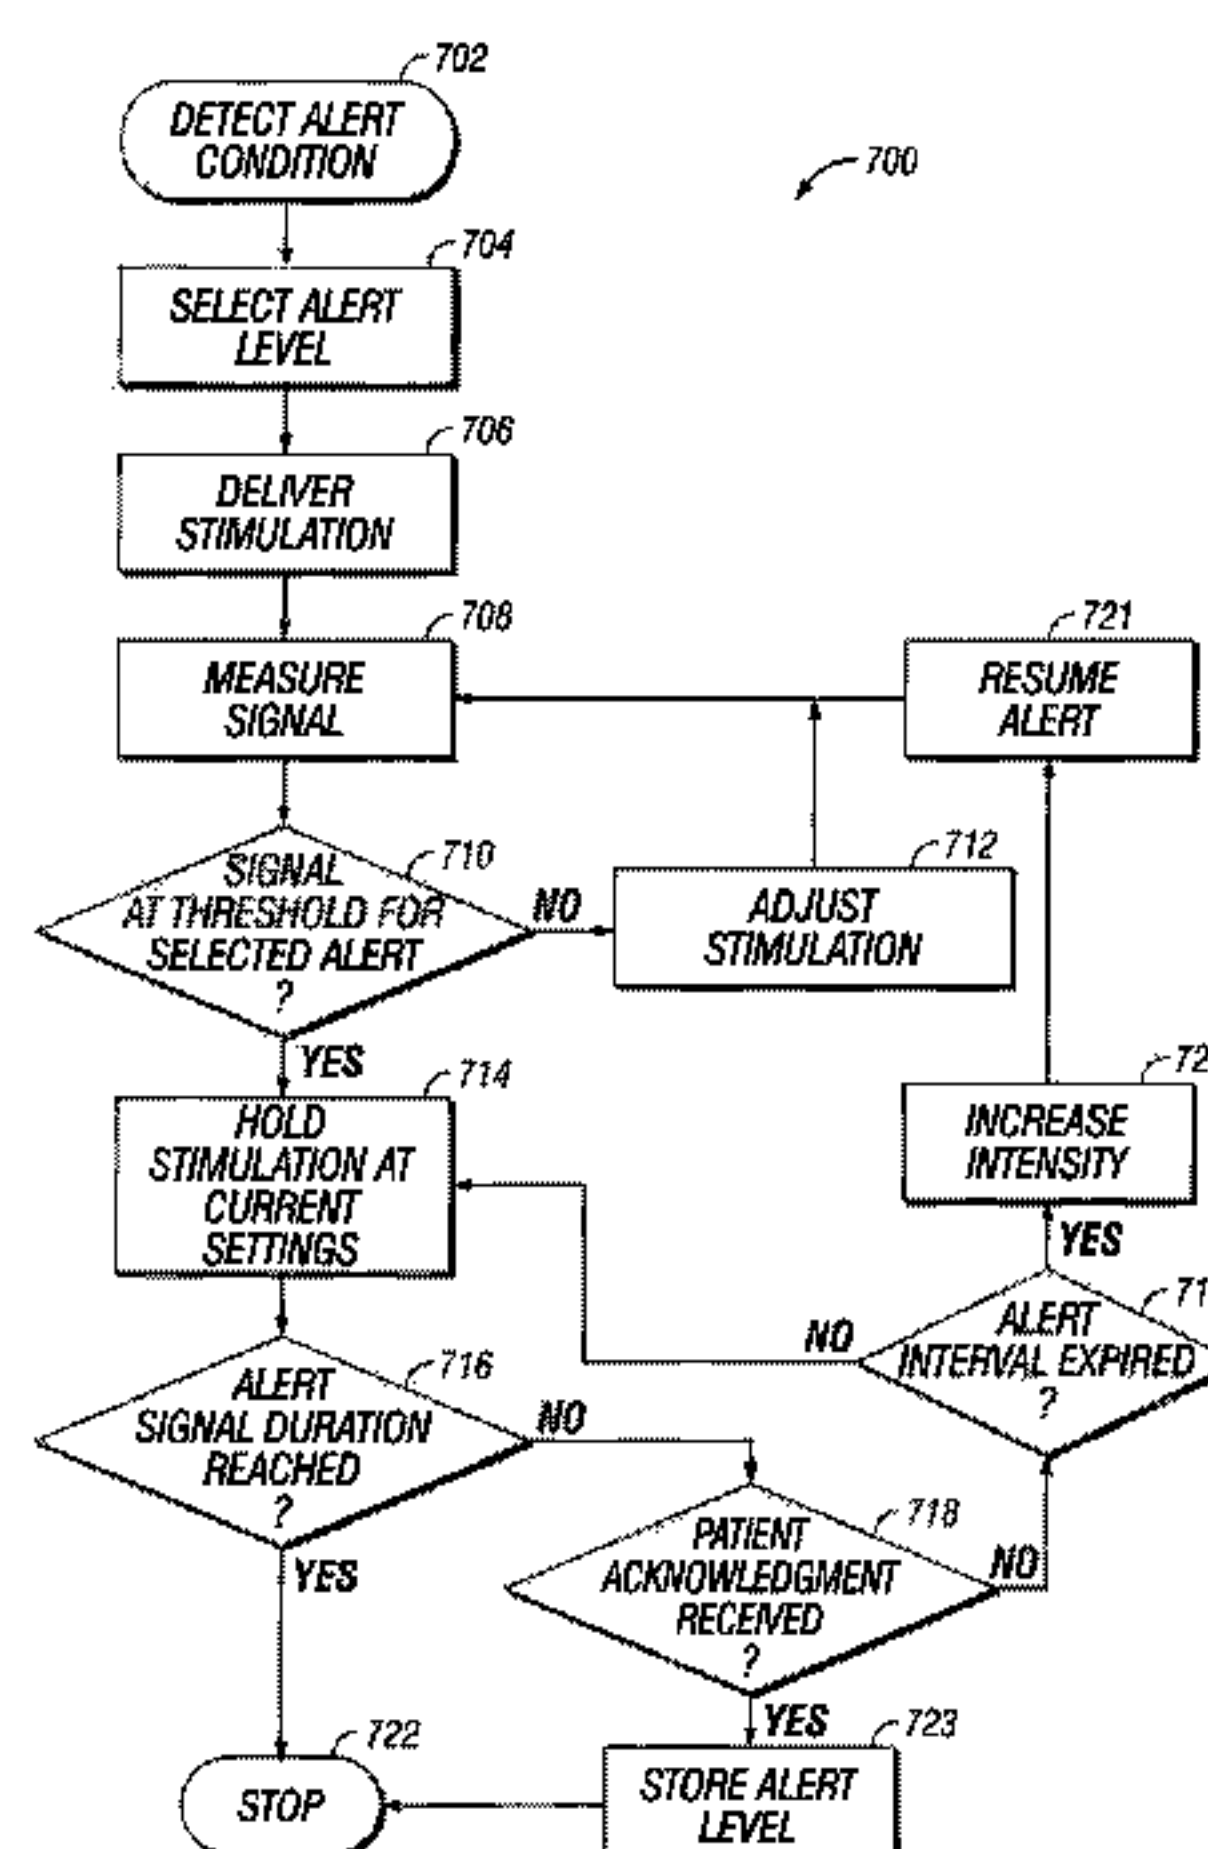 702
DETECT ALERT
CONDITION
700
704
SELECT ALERT
LEVEL
706
DELIVER
STIMULATION
708
MEASURE
SIGNAL
721
RESUME
ALERT
710
SIGNAL
AT THRESHOLD FOR
SELECTED ALERT
?
NO
712
ADJUST
STIMULATION
YES
714
HOLD
STIMULATION AT
CURRENT
SETTINGS
72
INCREASE
INTENSITY
YES
71
ALERT
INTERVAL EXPIRED
?
NO
716
ALERT
SIGNAL DURATION
REACHED
?
NO
718
PATIENT
ACKNOWLEDGMENT
RECEIVED
?
NO
YES
YES
722
STOP
723
STORE ALERT
LEVEL